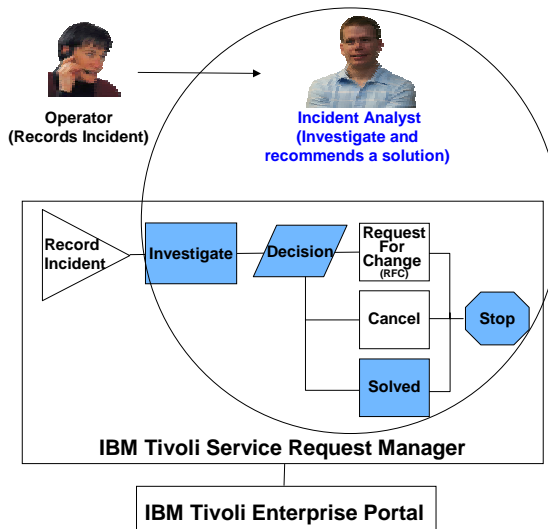 Operator
(Records Incident)
Incident Analyst
(Investigate and
recommends a solution)
Record
Incident
Investigate
Decision
Request
For
Change
(RFC)
Cancel
Stop
Solved
IBM Tivoli Service Request Manager
IBM Tivoli Enterprise Portal